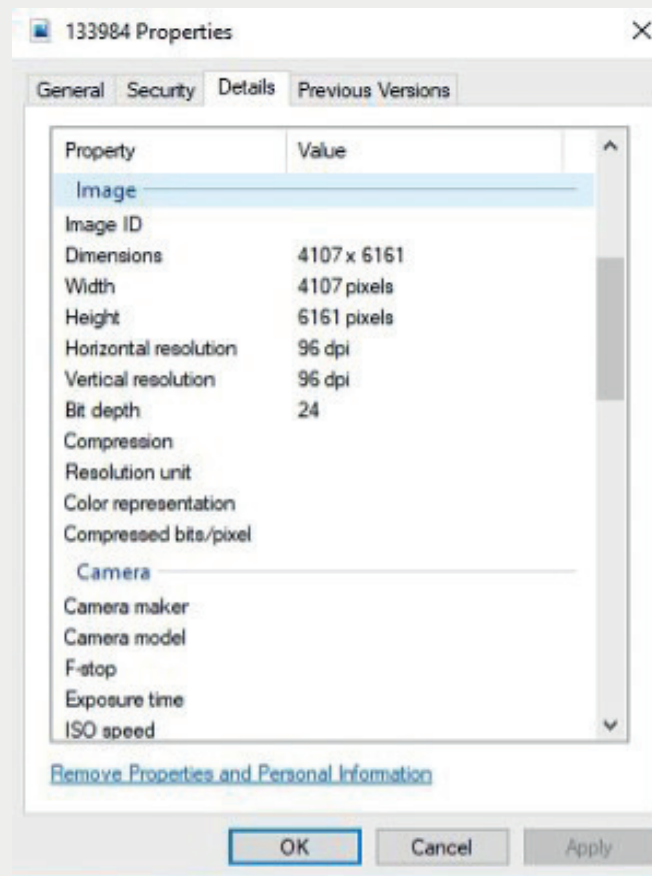 133984 Properties
General Security Details Previous Versions
Property Value
Image
Image ID
Dimensions 4107 x 6161
Width 4107 pixels
Height 6161 pixels
Horizontal resolution 96 dpi
Vertical resolution 96 dpi
Bit depth 24
Compression
Resolution unit
Color representation
Compressed bits/pixel
Camera
Camera maker
Camera model
F-stop
Exposure time
ISO speed
Remove Properties and Personal Information
OK Cancel Apply